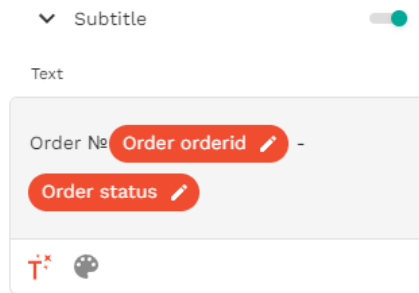 Subtitle
Text
Order № Order orderid -
Order status
T